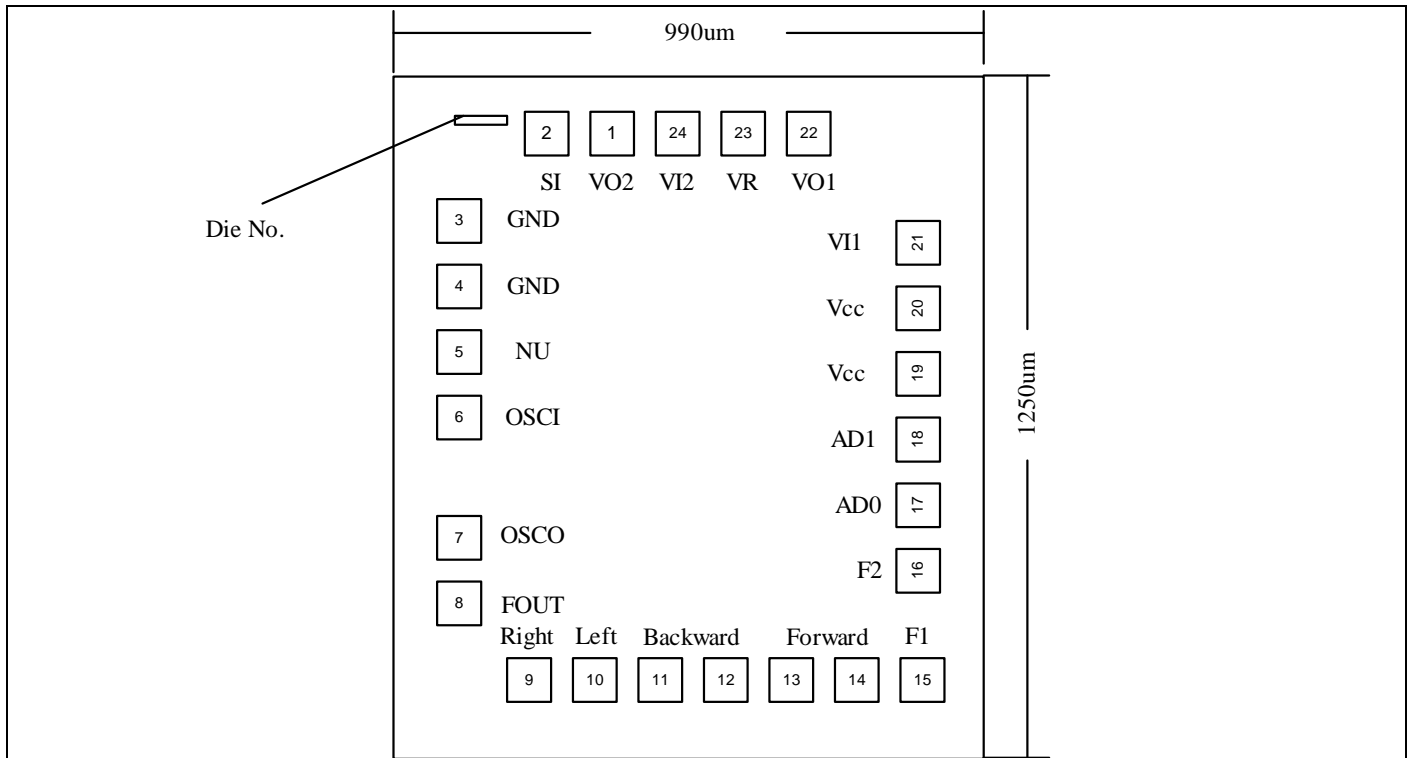 990um
2 1 24 23 22
SI VO2 VI2 VR VO1
Die No.
3 GND
4 GND
5 NU
6 OSCI
7 OSCO
8 FOUT
VI1 21
Vcc 20
Vcc 19
AD1 18
AD0 17
F2 16
1250um
Right Left Backward Forward F1
9 10 11 12 13 14 15